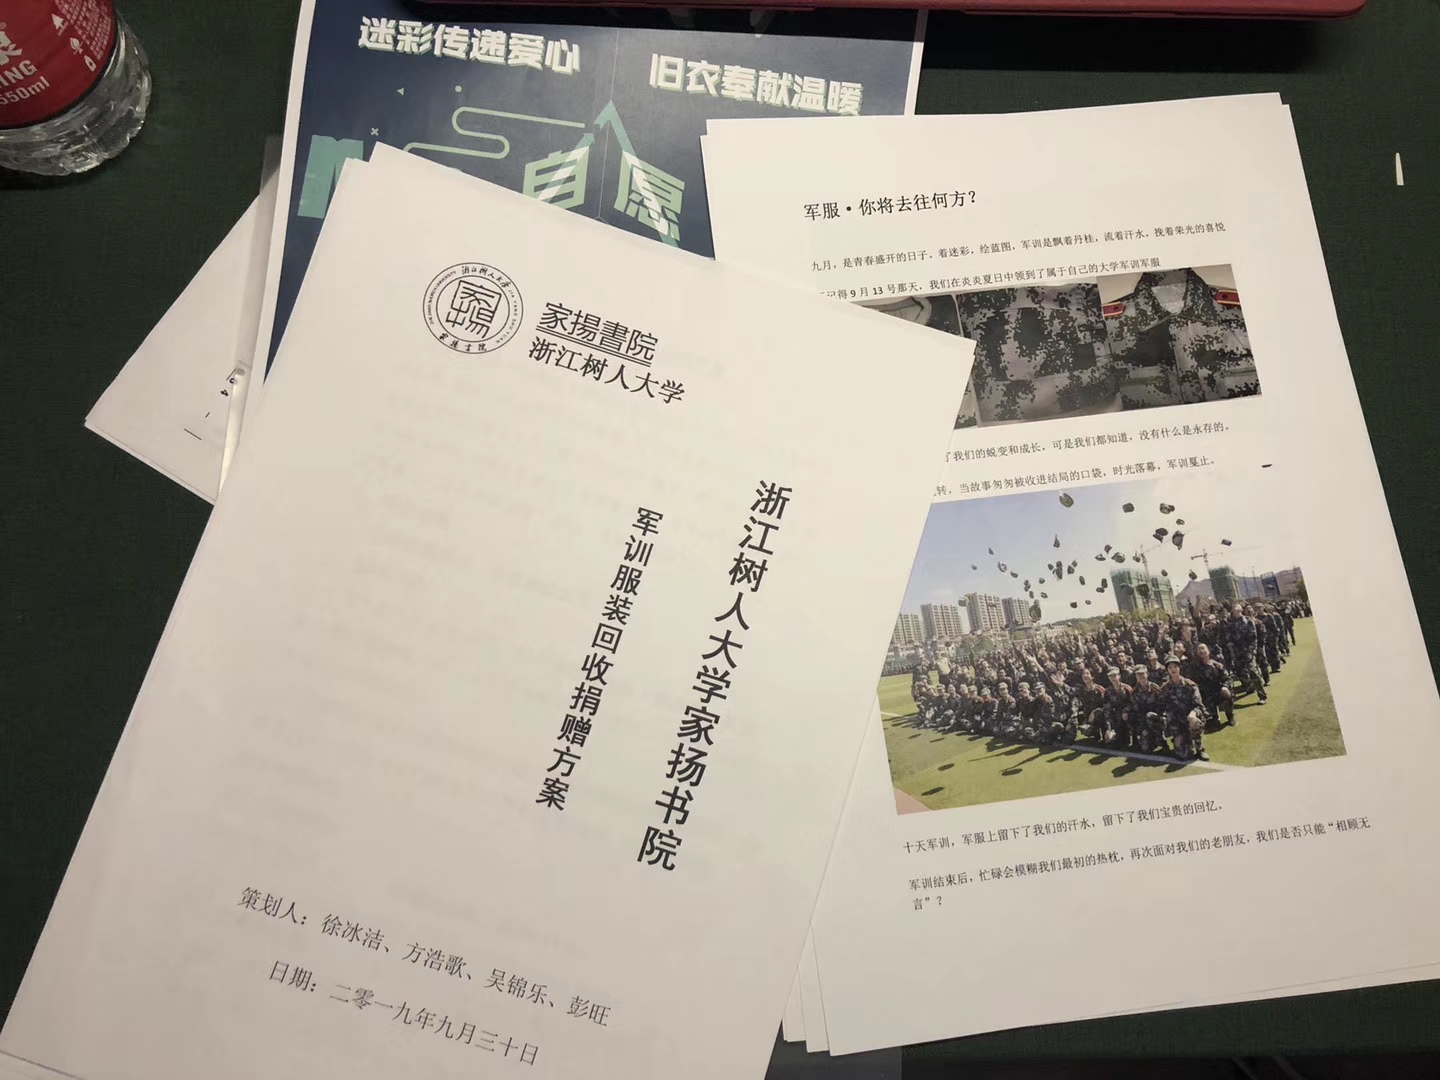 迷彩传递爱心
旧衣奉献温暖
自愿
ING
550ml
家揚書院
浙江树人大学
浙江树人大学家扬书院
军训服装回收捐赠方案
策划人：徐冰洁、方浩歌、吴锦乐、彭旺
日期：二零一九年九月三十日
军服·你将去往何方？
九月，是青春盛开的日子。着迷彩，绘蓝图，军训是飘着丹桂，流着汗水，挽着荣光的喜悦
记得 9 月 13 号那天，我们在炎炎夏日中领到了属于自己的大学军训军服
了我们的蜕变和成长，可是我们都知道，没有什么是永存的。
转，当故事匆匆被收进结局的口袋，时光落幕，军训戛止。
十天军训，军服上留下了我们的汗水，留下了我们宝贵的回忆。
军训结束后，忙碌会模糊我们最初的热枕，再次面对我们的老朋友，我们是否只能“相顾无
言”？